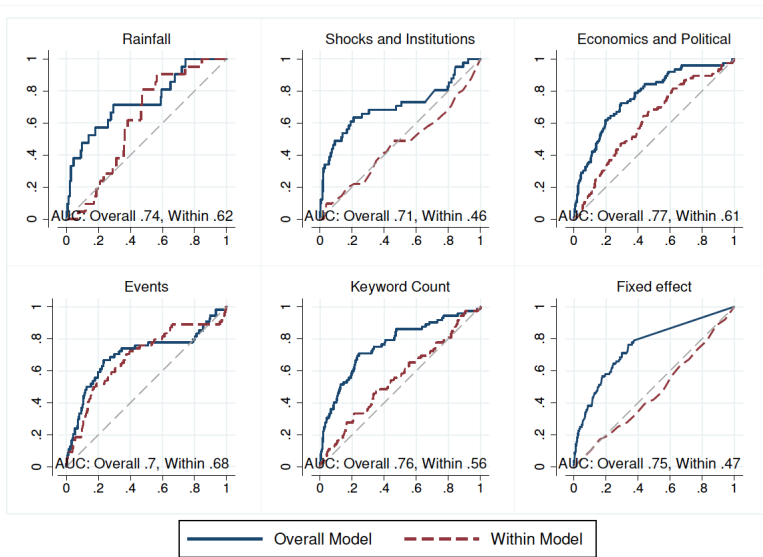 Rainfall
Shocks and Institutions
Economics and Political
1
.8
.6
.4
.2
0
AUC: Overall .74, Within .62
0 .2 .4 .6 .8 1
1
.8
.6
.4
.2
0
AUC: Overall .71, Within .46
0 .2 .4 .6 .8 1
1
.8
.6
.4
.2
0
AUC: Overall .77, Within .61
0 .2 .4 .6 .8 1
Events
Keyword Count
Fixed effect
1
.8
.6
.4
.2
0
AUC: Overall .7, Within .68
0 .2 .4 .6 .8 1
1
.8
.6
.4
.2
0
AUC: Overall .76, Within .56
0 .2 .4 .6 .8 1
1
.8
.6
.4
.2
0
AUC: Overall .75, Within .47
0 .2 .4 .6 .8 1
Overall Model
Within Model